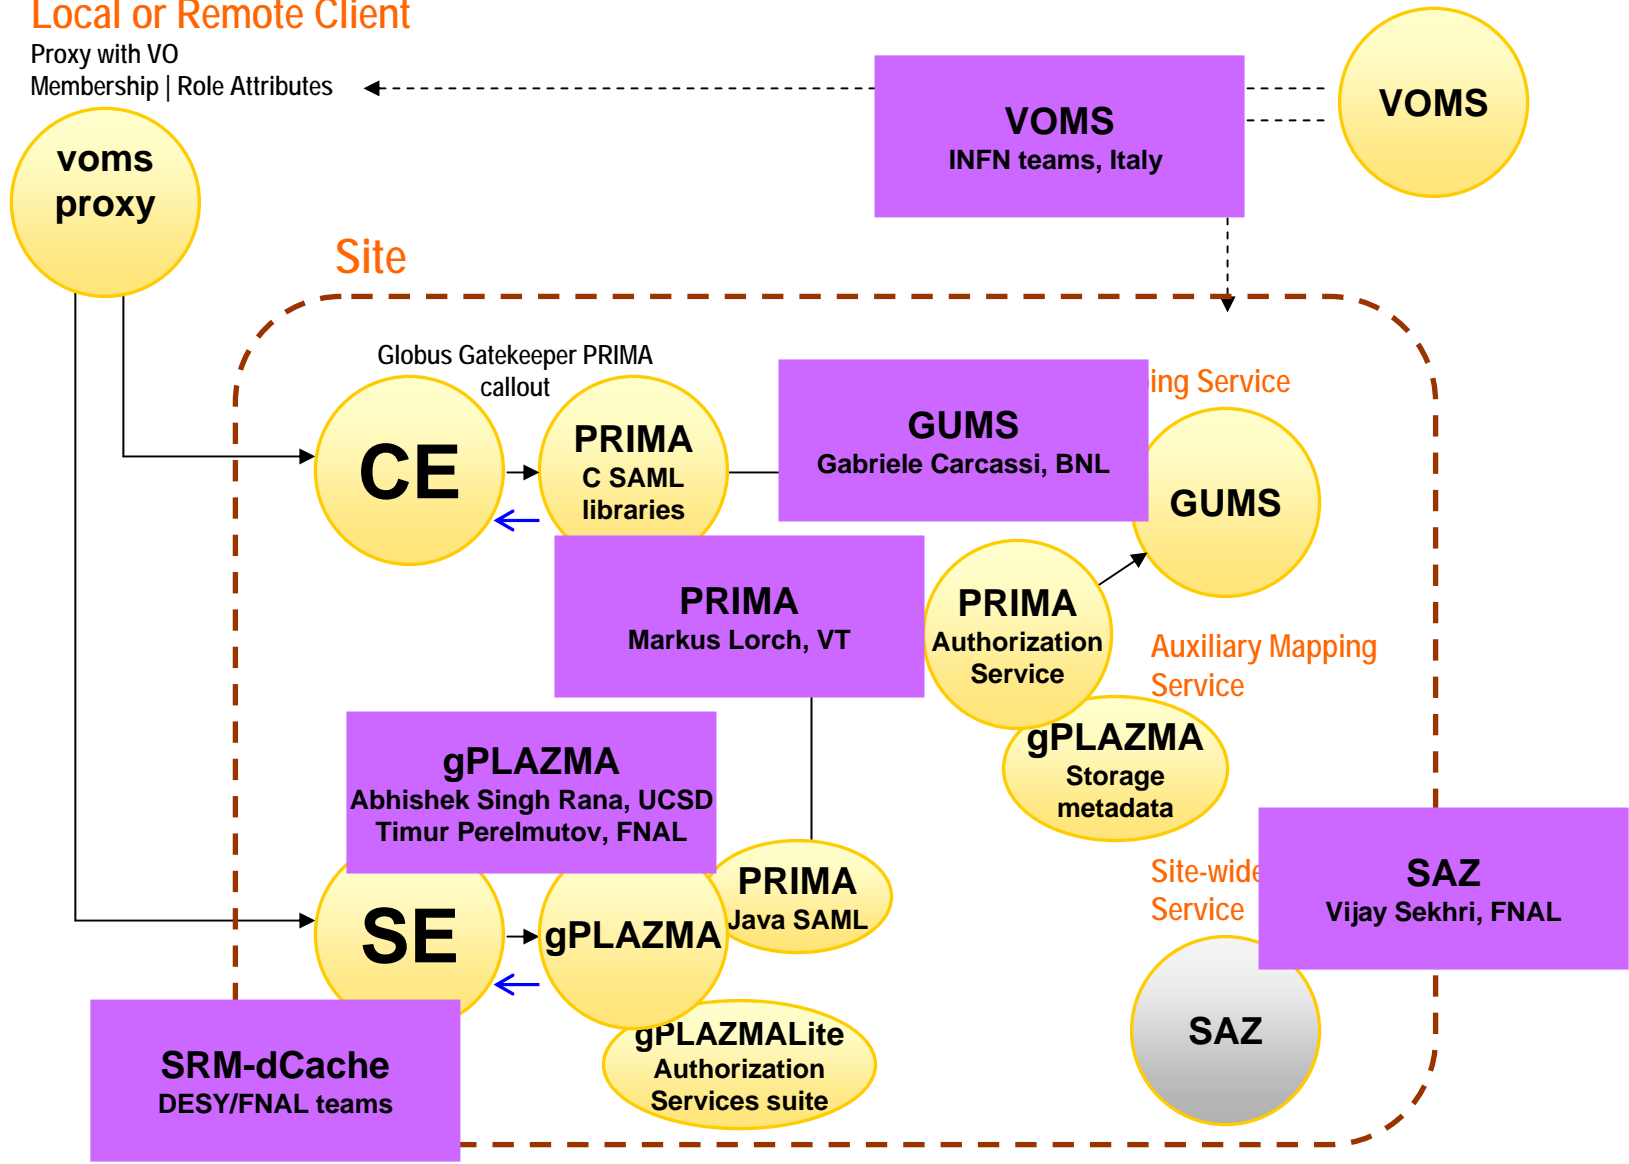 Local or Remote Client
Proxy with VO
Membership | Role Attributes
VOMS
INFN teams, Italy
VOMS
voms
proxy
Site
Globus Gatekeeper PRIMA
callout
CE
PRIMA
C SAML
libraries
GUMS
Gabriele Carcassi, BNL
Service
GUMS
PRIMA
Markus Lorch, VT
PRIMA
Authorization
Service
Auxiliary Mapping
Service
gPLAZMA
Storage
metadata
gPLAZMA
Abhishek Singh Rana, UCSD
Timur Perelmutov, FNAL
SE
gPLAZMA
PRIMA
Java SAML
gPLAZMALite
Authorization
Services suite
Site-wide
Service
SAZ
Vijay Sekhri, FNAL
SAZ
SRM-dCache
DESY/FNAL teams